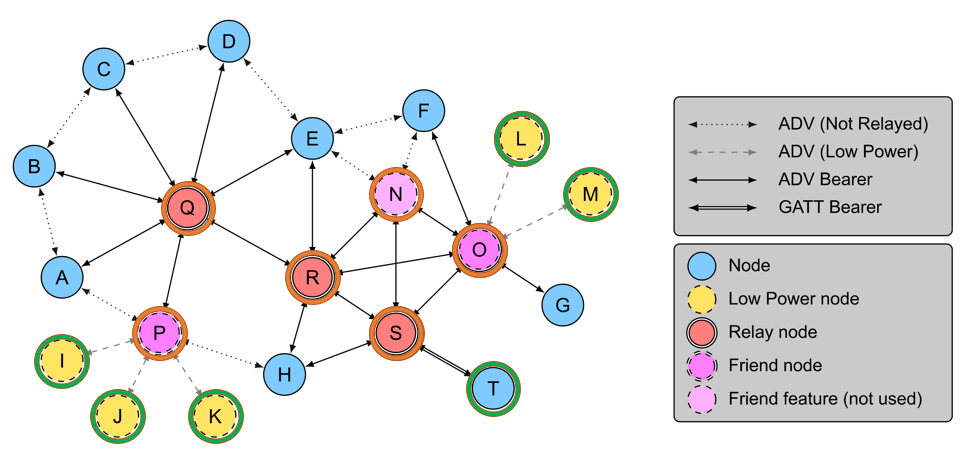 D
C
F
ADV (Not Relayed)
E
L
ADV (Low Power)
B
ADV Bearer
N
M
Q
GATT Bearer
O
Node
A
R
G
Low Power node
P
S
Relay node
I
H
Friend node
T
J
K
Friend feature (not used)